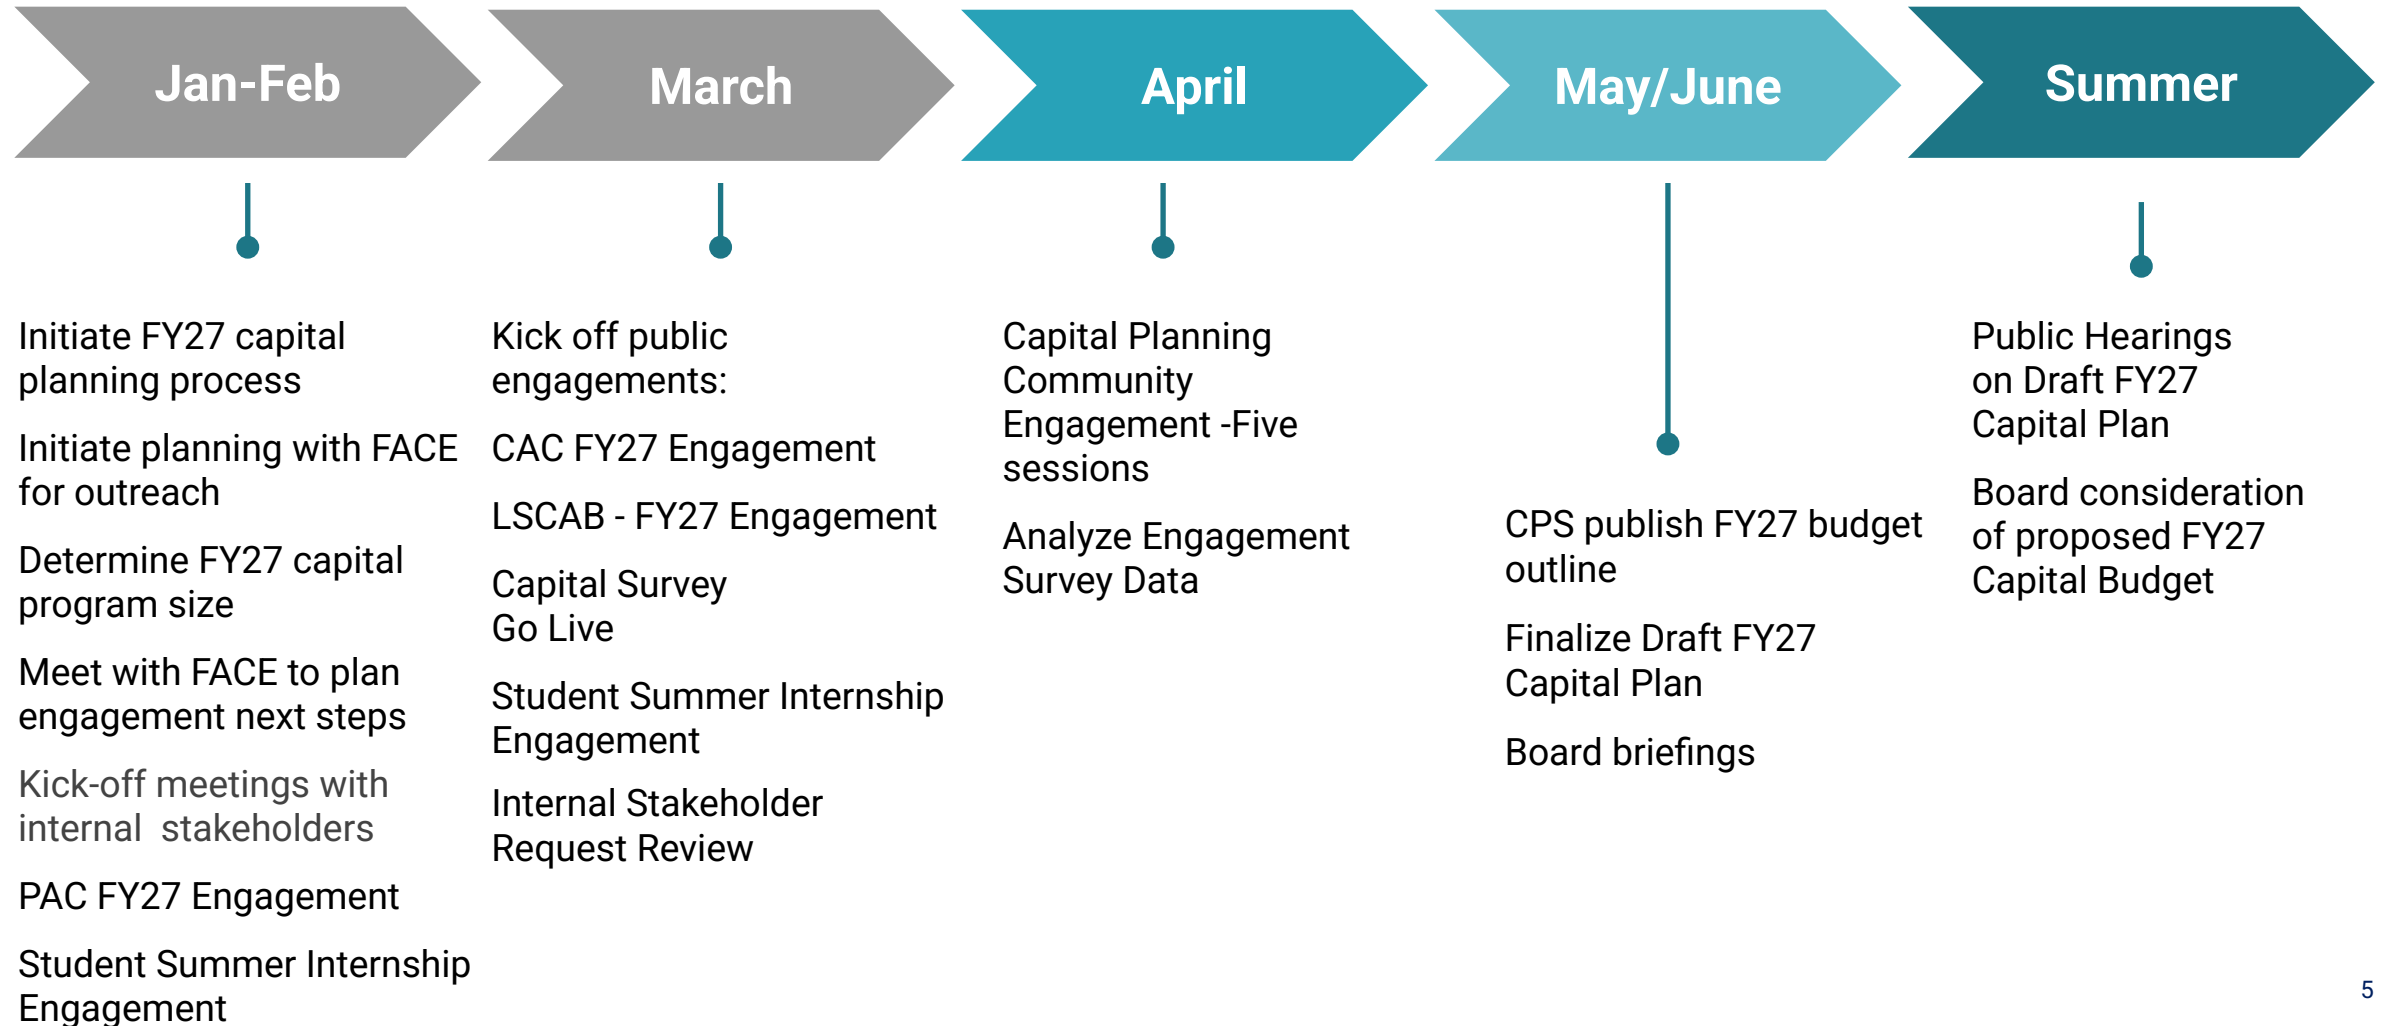 Jan-Feb
March
April
May/June
Summer
Initiate FY27 capital
planning process
Initiate planning with FACE
for outreach
Determine FY27 capital
program size
Meet with FACE to plan
engagement next steps
Kick-off meetings with
internal  stakeholders
PAC FY27 Engagement
Student Summer Internship
Engagement
Kick off public
engagements:
CAC FY27 Engagement
LSCAB - FY27 Engagement
Capital Survey
Go Live
Student Summer Internship
Engagement
Internal Stakeholder
Request Review
Capital Planning
Community
Engagement -Five
sessions
Analyze Engagement
Survey Data
CPS publish FY27 budget
outline
Finalize Draft FY27
Capital Plan
Board briefings
Public Hearings
on Draft FY27
Capital Plan
Board consideration
of proposed FY27
Capital Budget
5